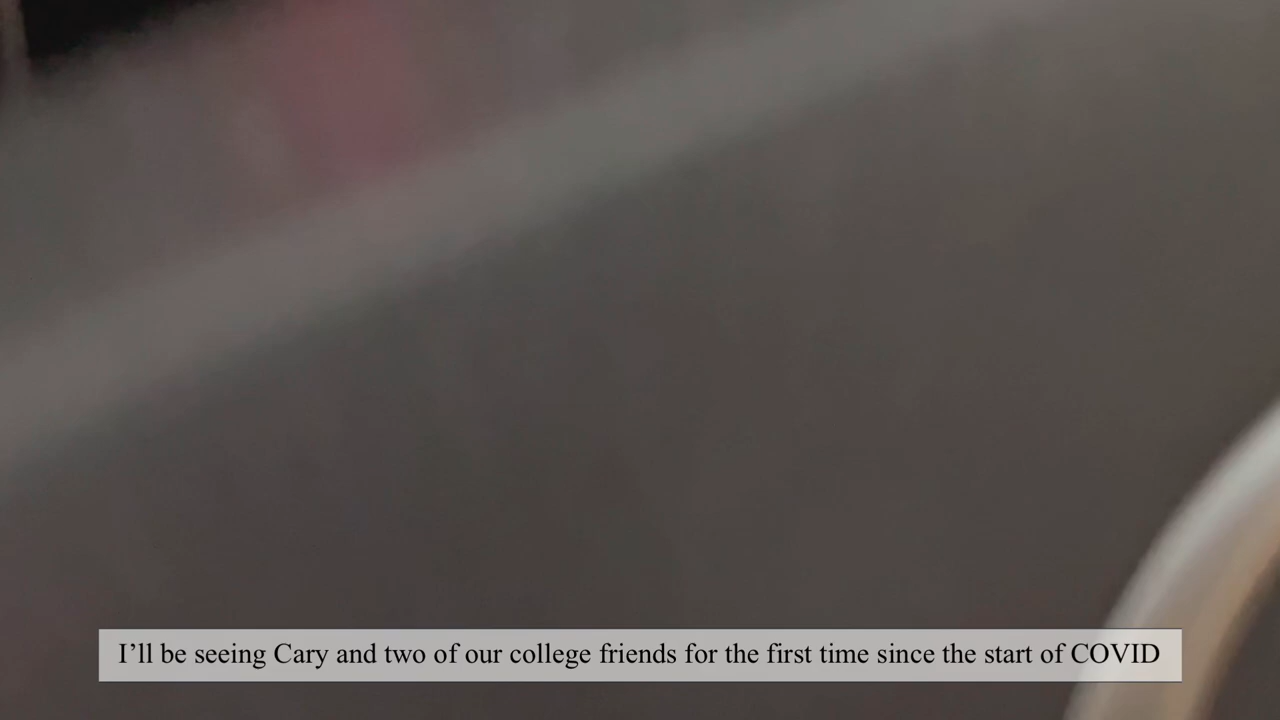 I’ll be seeing Cary and two of our college friends for the first time since the start of COVID